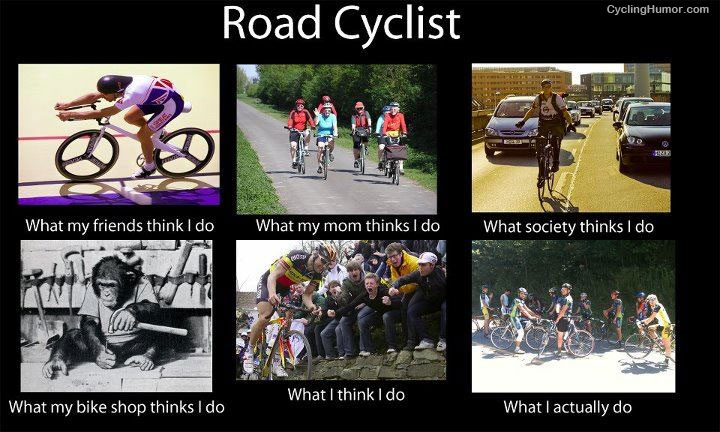 CyclingHumor.com
Road Cyclist
What my friends think I do
What my mom thinks I do
What society thinks I do
What my bike shop thinks I do
What I think I do
What I actually do